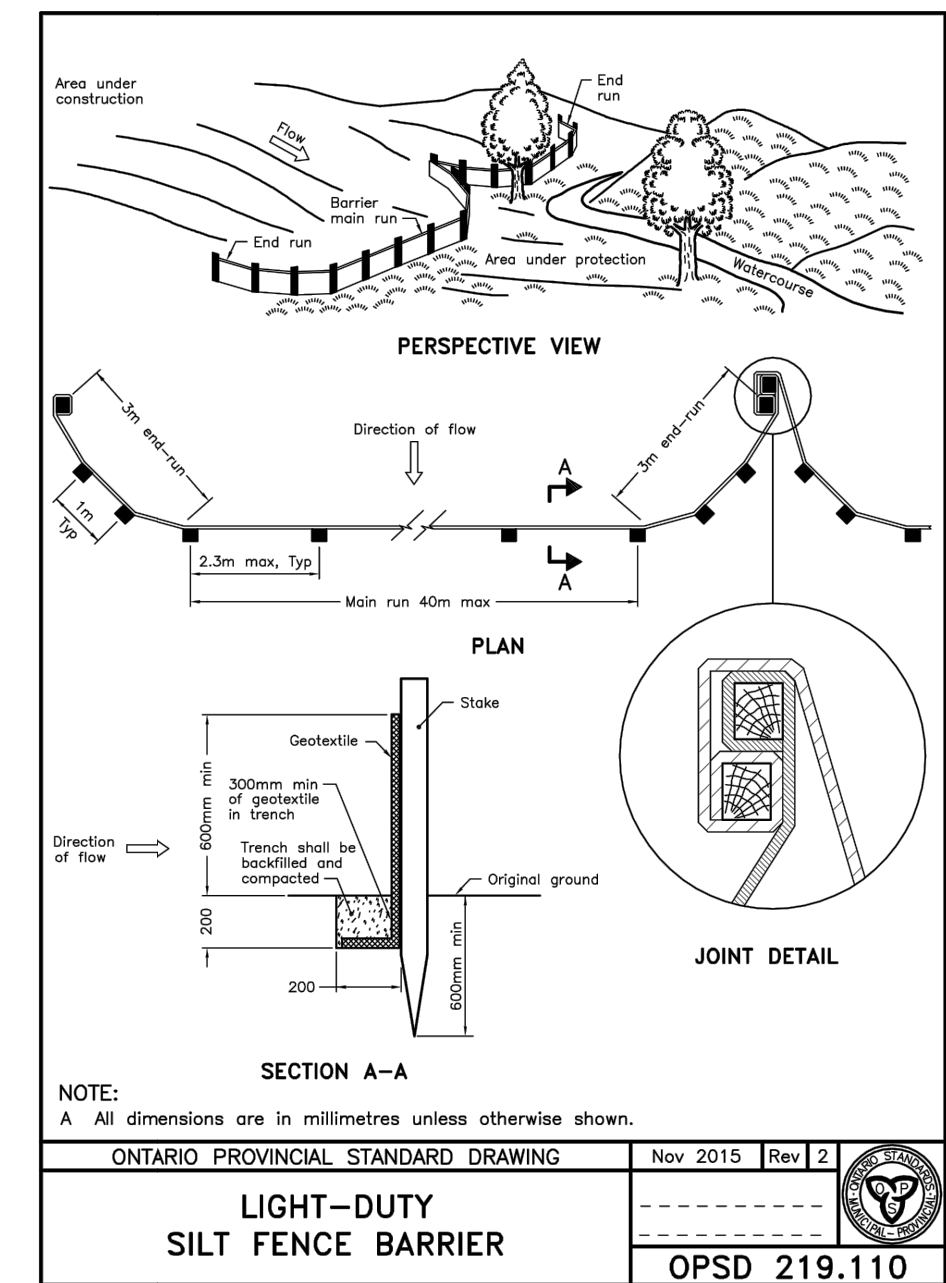 Area under
construction
Flow
End
run
Barrier
main run
End run
Area under protection
Watercourse
PERSPECTIVE VIEW
3m end-run
Direction of flow
3m end-run
A
1m
Typ
2.3m max, Typ
A
Main run 40m max
PLAN
Stake
Geotextile
600mm min
300mm min
of geotextile
in trench
Direction
of flow
Trench shall be
backfilled and
compacted
Original ground
200
200
600mm min
JOINT DETAIL
SECTION A-A
NOTE:
A All dimensions are in millimetres unless otherwise shown.
ONTARIO PROVINCIAL STANDARD DRAWING
Nov 2015 Rev 2
LIGHT-DUTY
SILT FENCE BARRIER
ONTARIO STANDARDS
MUNICIPAL - PROVINCIAL
OPS
OPSD 219.110